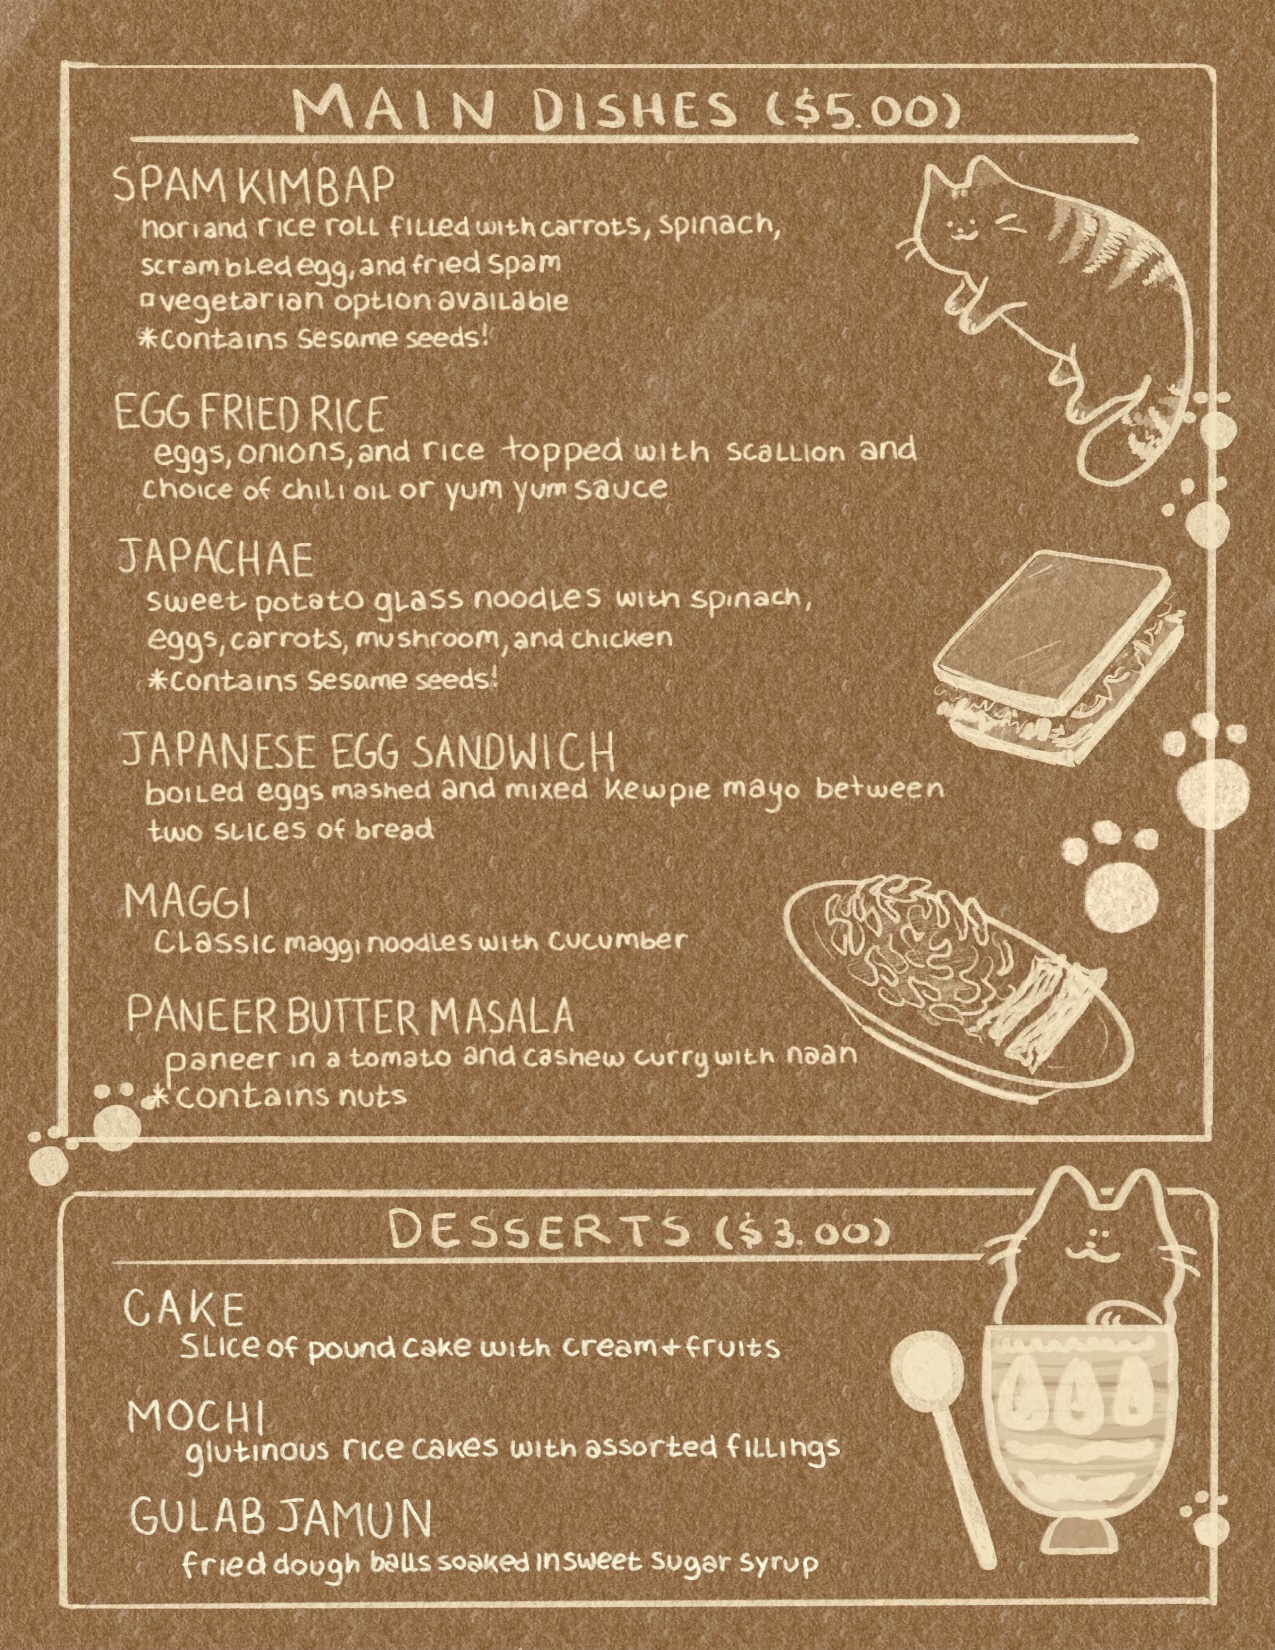 MAIN DISHES ($5.00)
SPAM KIMBAP
nori and rice roll filled with carrots, spinach,
scrambled egg, and fried spam
▫vegetarian option available
*contains sesame seeds!
EGG FRIED RICE
eggs, onions, and rice topped with scallion and
choice of chili oil or yum yum sauce
JAPACHAE
sweet potato glass noodles with spinach,
eggs, carrots, mushroom, and chicken
*contains sesame seeds!
JAPANESE EGG SANDWICH
boiled eggs mashed and mixed kewpie mayo between
two slices of bread
MAGGI
classic maggi noodles with cucumber
PANEER BUTTER MASALA
paneer in a tomato and cashew curry with naan
*contains nuts
DESSERTS ($3.00)
CAKE
slice of pound cake with cream + fruits
MOCHI
glutinous rice cakes with assorted fillings
GULAB JAMUN
fried dough balls soaked in sweet sugar syrup